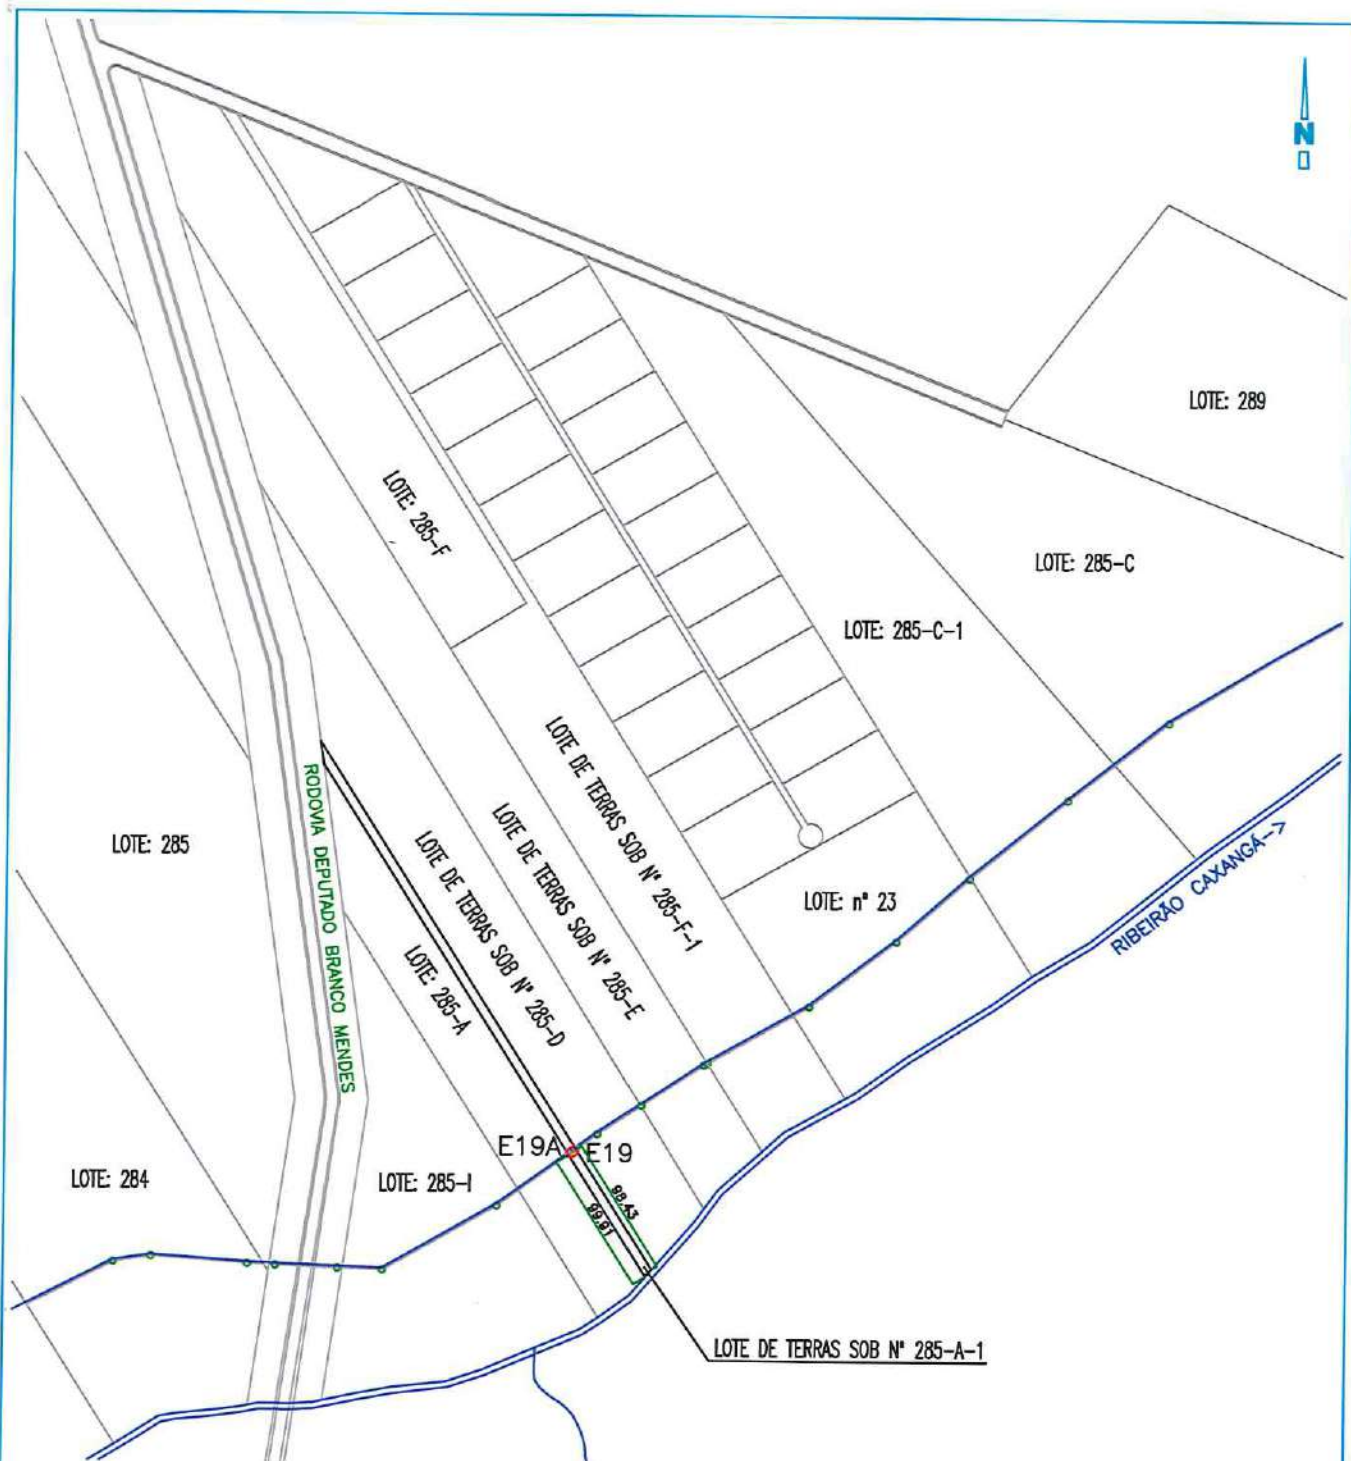 N
LOTE: 289
LOTE: 285-F
LOTE: 285-C
LOTE: 285-C-1
LOTE DE TERRAS SOB Nº 285-F-1
RODOVIA DEPUTADO BRANCO MENDES
LOTE DE TERRAS SOB Nº 285-E
LOTE: 285
LOTE DE TERRAS SOB Nº 285-D
RIBEIRÃO CAXANGÁ-->
LOTE: nº 23
LOTE: 285-A
E19A
E19
LOTE: 284
LOTE: 285-I
98,43
99,91
LOTE DE TERRAS SOB Nº 285-A-1